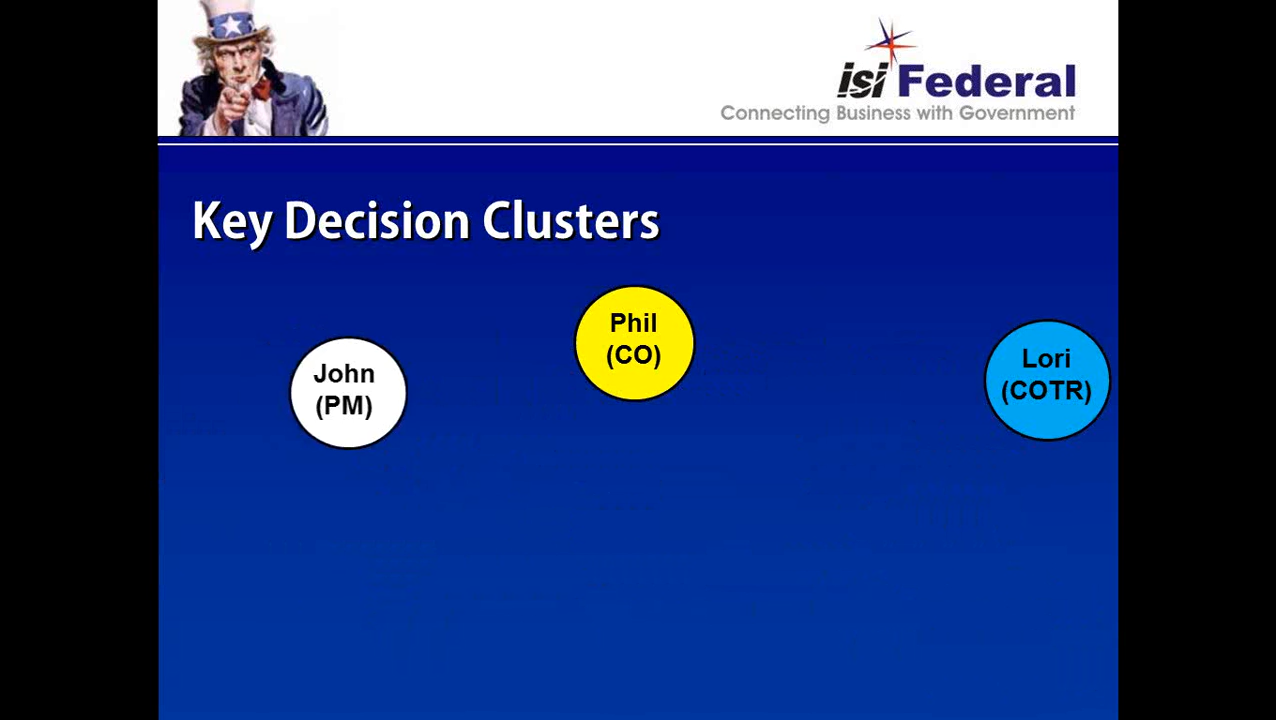 isi Federal
Connecting Business with Government
Key Decision Clusters
Phil
(CO)
John
(PM)
Lori
(COTR)